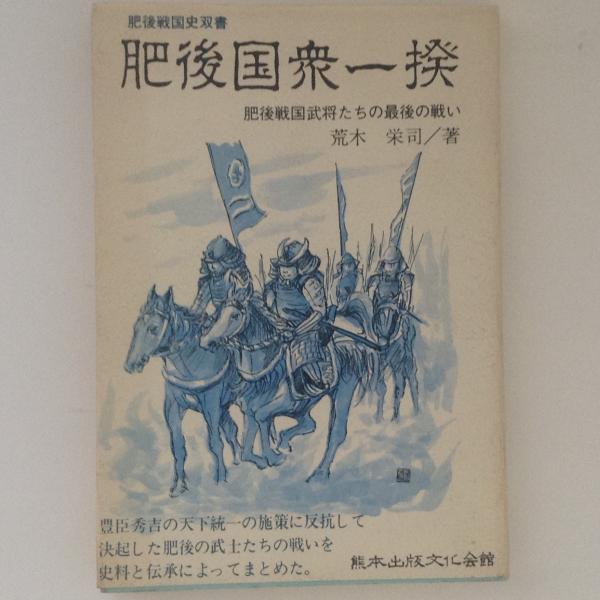 肥後戦国史双書
肥後国衆一揆
肥後戦国武将たちの最後の戦い
荒木 栄司／著
豊臣秀吉の天下統一の施策に反抗して
決起した肥後の武士たちの戦いを
史料と伝承によってまとめた。
熊本出版文化会館